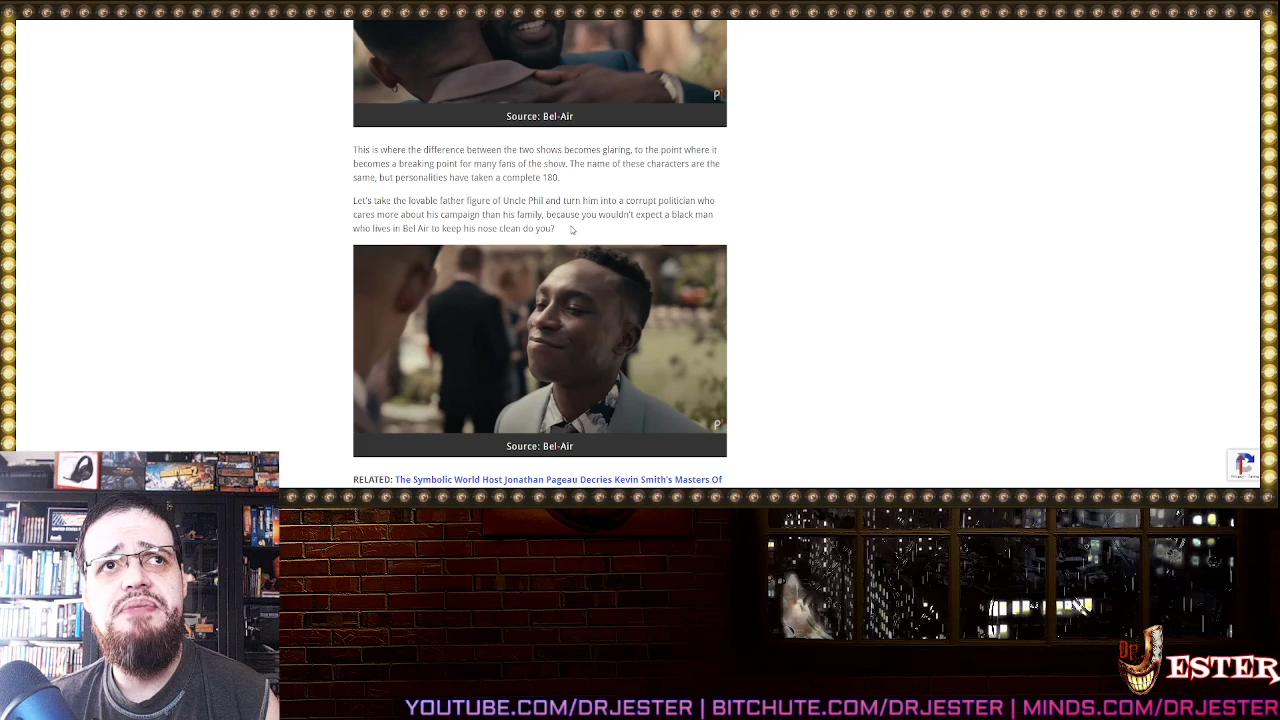 Source: Bel-Air
This is where the difference between the two shows becomes glaring, to the point where it
becomes a breaking point for many fans of the show. The name of these characters are the
same, but personalities have taken a complete 180.
Let's take the lovable father figure of Uncle Phil and turn him into a corrupt politician who
cares more about his campaign than his family, because you wouldn't expect a black man
who lives in Bel Air to keep his nose clean do you?
Source: Bel-Air
RELATED: The Symbolic World Host Jonathan Pageau Decries Kevin Smith's Masters Of
Dr.
JESTER
YOUTUBE.COM/DRJESTER | BITCHUTE.COM/DRJESTER | MINDS.COM/DRJESTER